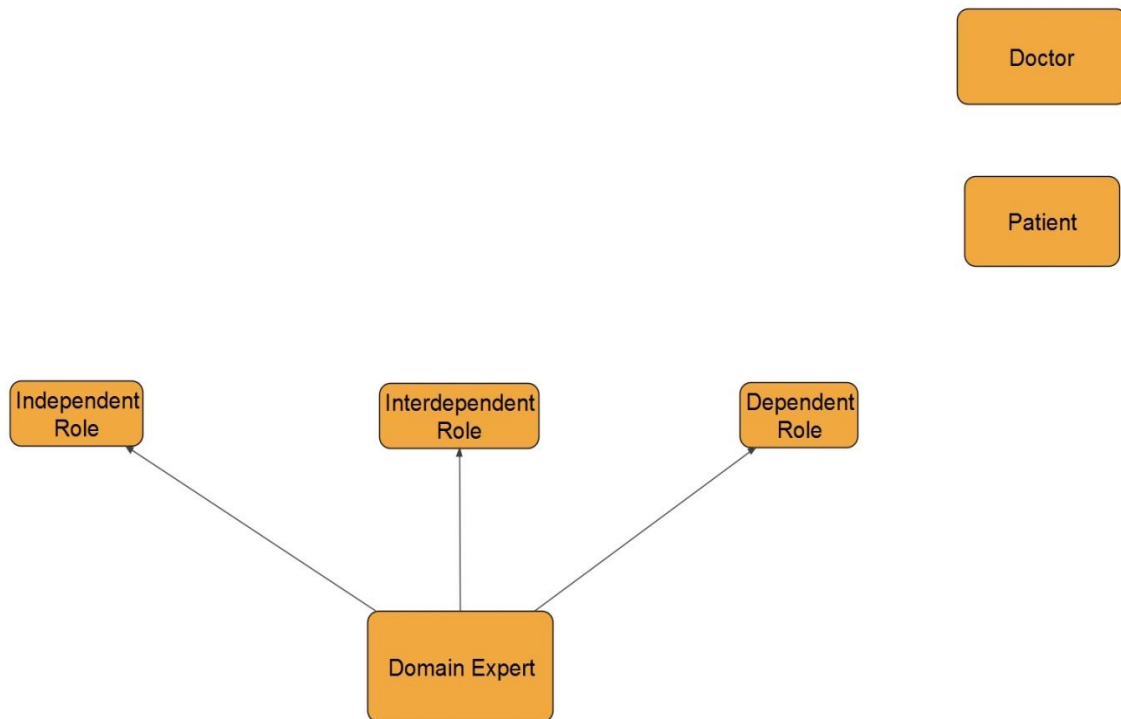 Doctor
Patient
Independent
Role
Interdependent
Role
Dependent
Role
Domain Expert